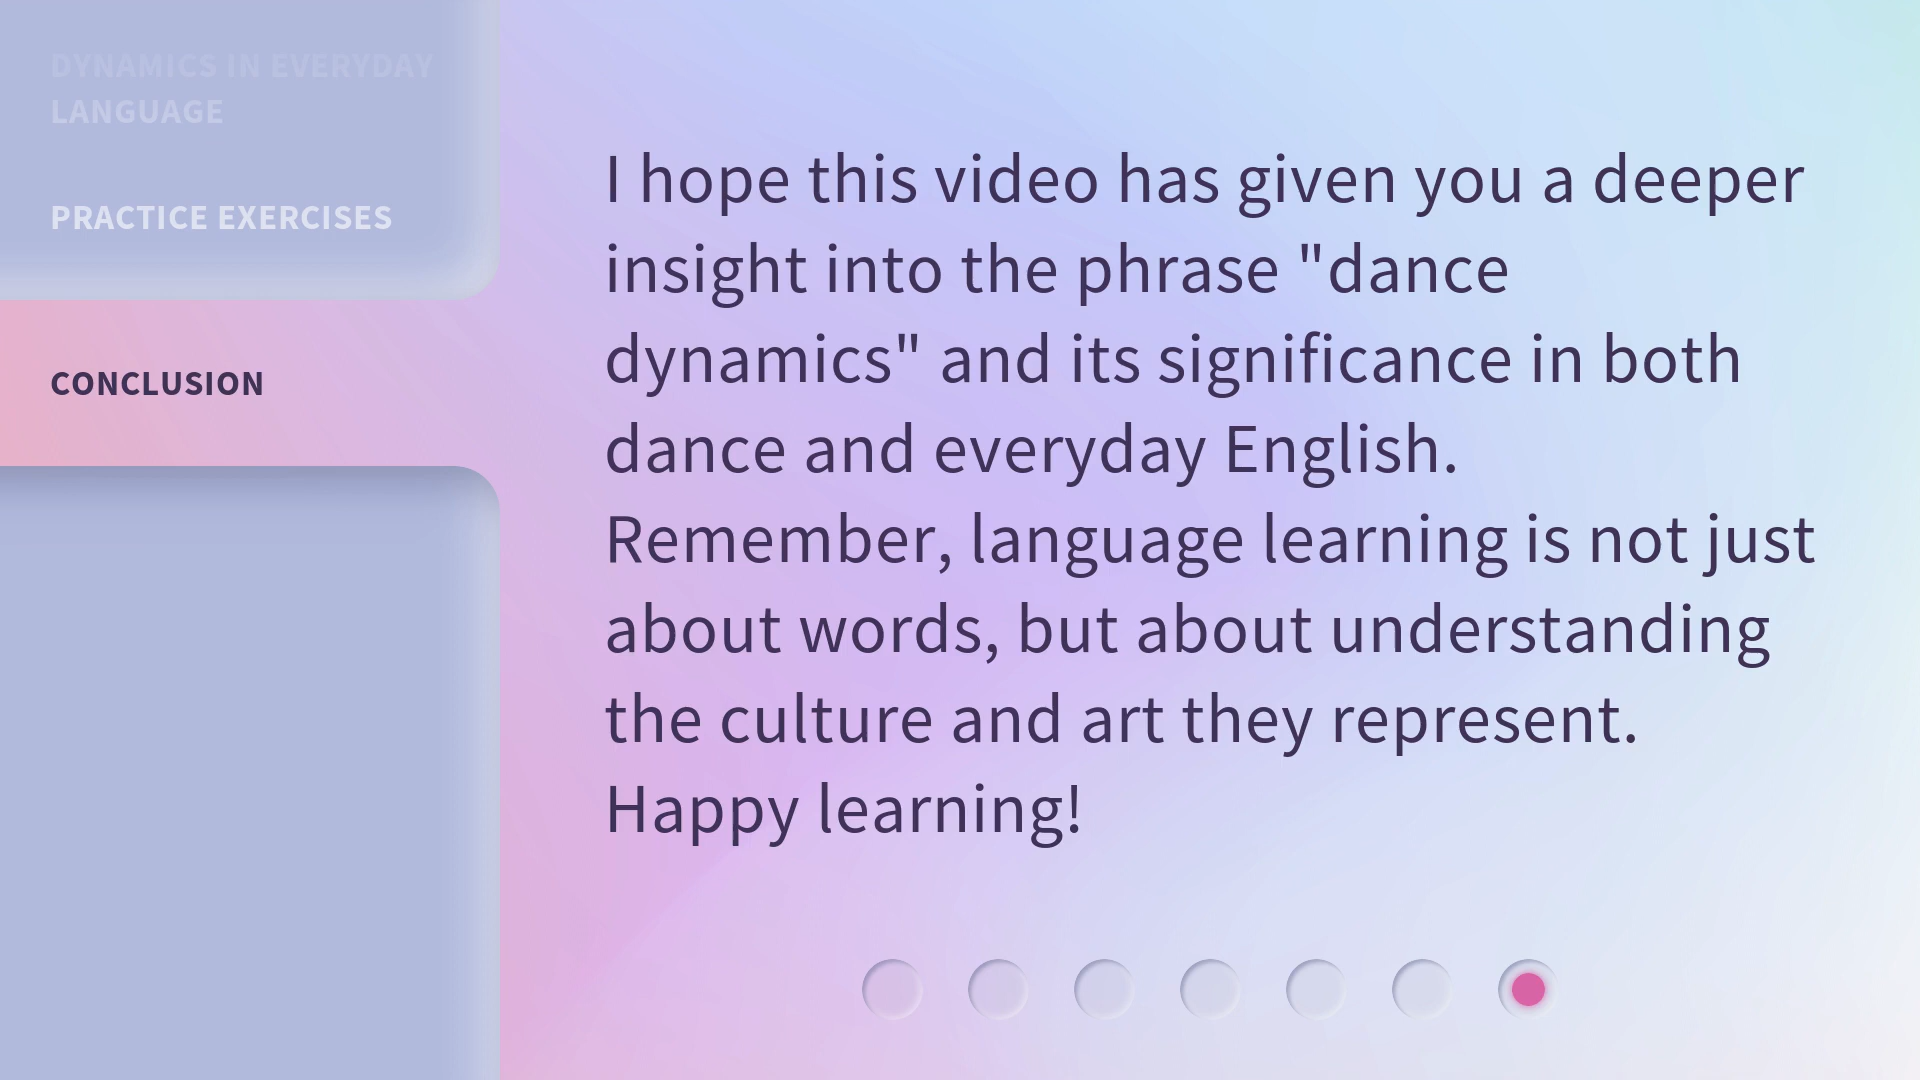 DYNAMICS IN EVERYDAY
LANGUAGE
PRACTICE EXERCISES
CONCLUSION
I hope this video has given you a deeper
insight into the phrase "dance
dynamics" and its significance in both
dance and everyday English.
Remember, language learning is not just
about words, but about understanding
the culture and art they represent.
Happy learning!